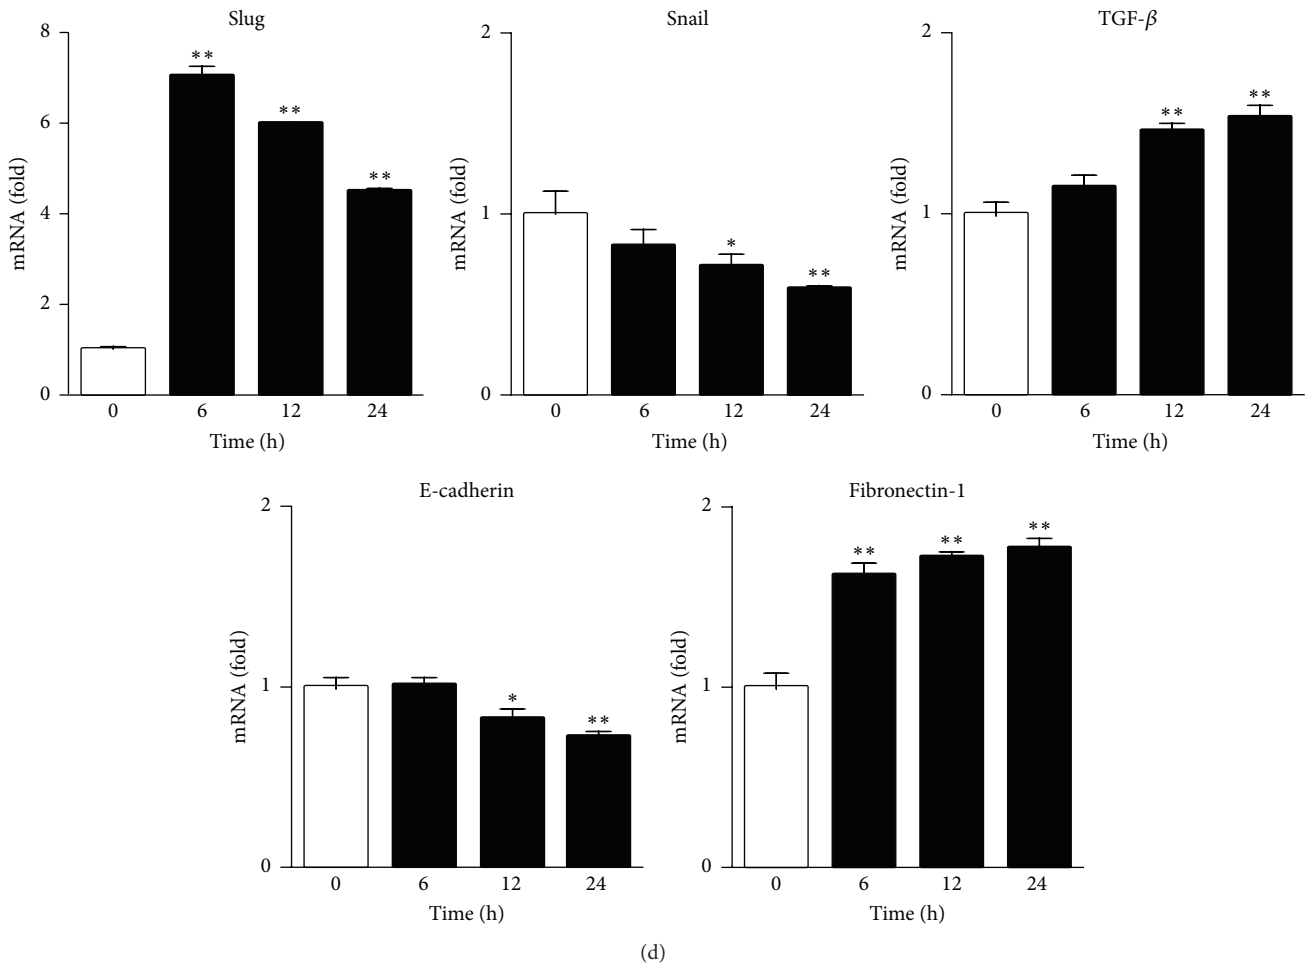 Slug
8
6
4
2
0
mRNA (fold)
**
**
**
0 6 12 24
Time (h)
Snail
2
1
0
mRNA (fold)
*
**
0 6 12 24
Time (h)
TGF-β
2
1
0
mRNA (fold)
**
**
0 6 12 24
Time (h)
E-cadherin
2
1
0
mRNA (fold)
*
**
0 6 12 24
Time (h)
Fibronectin-1
2
1
0
mRNA (fold)
**
**
**
0 6 12 24
Time (h)
(d)